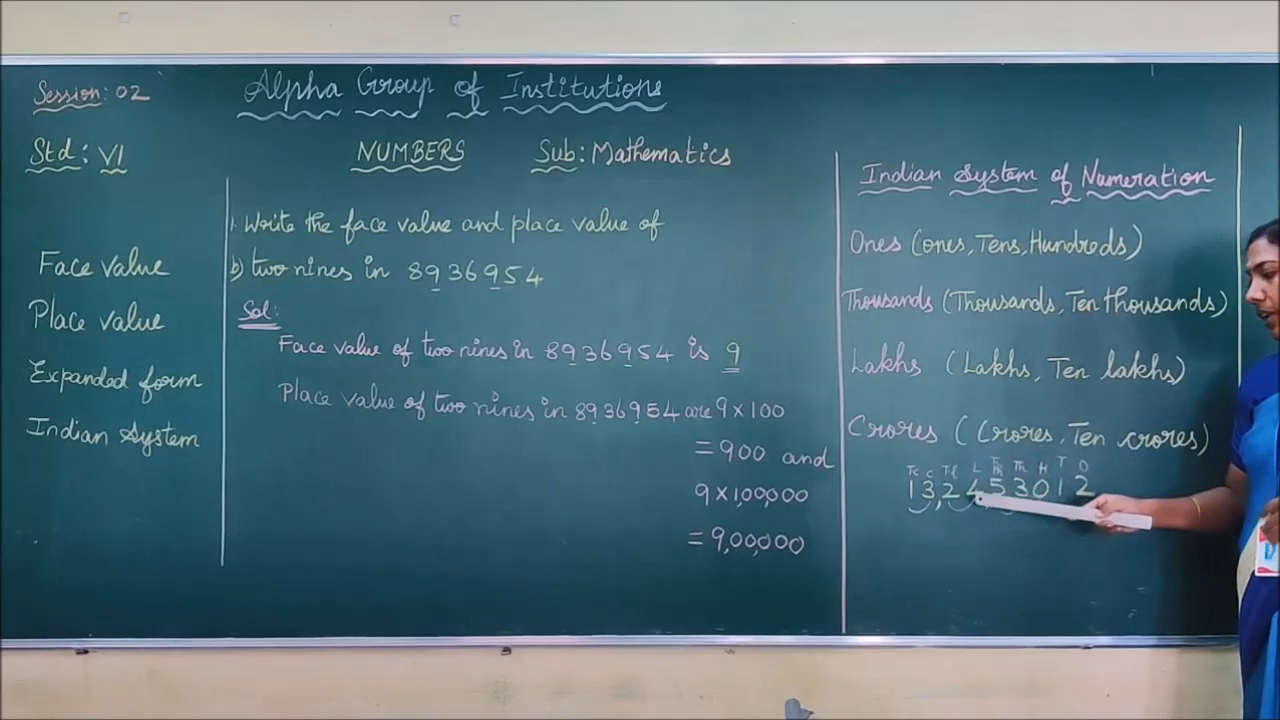 Session: 02
Alpha Group of Institutions
Std: VI
NUMBERS
Sub: Mathematics
Face value
Place value
Expanded form
Indian System
1. Write the face value and place value of
b) two nines in 8936954
Sol:
Face value of two nines in 8936954 is 9
Place value of two nines in 8936954 are 9 x 100
= 900 and
9 x 1,00,000
= 9,00,000
Indian System of Numeration
Ones (Ones, Tens, Hundreds)
Thousands (Thousands, Ten thousands)
Lakhs (Lakhs, Ten lakhs)
Crores (Crores, Ten crores)
Tc C Tl L T Th Th H T O
13,2453012